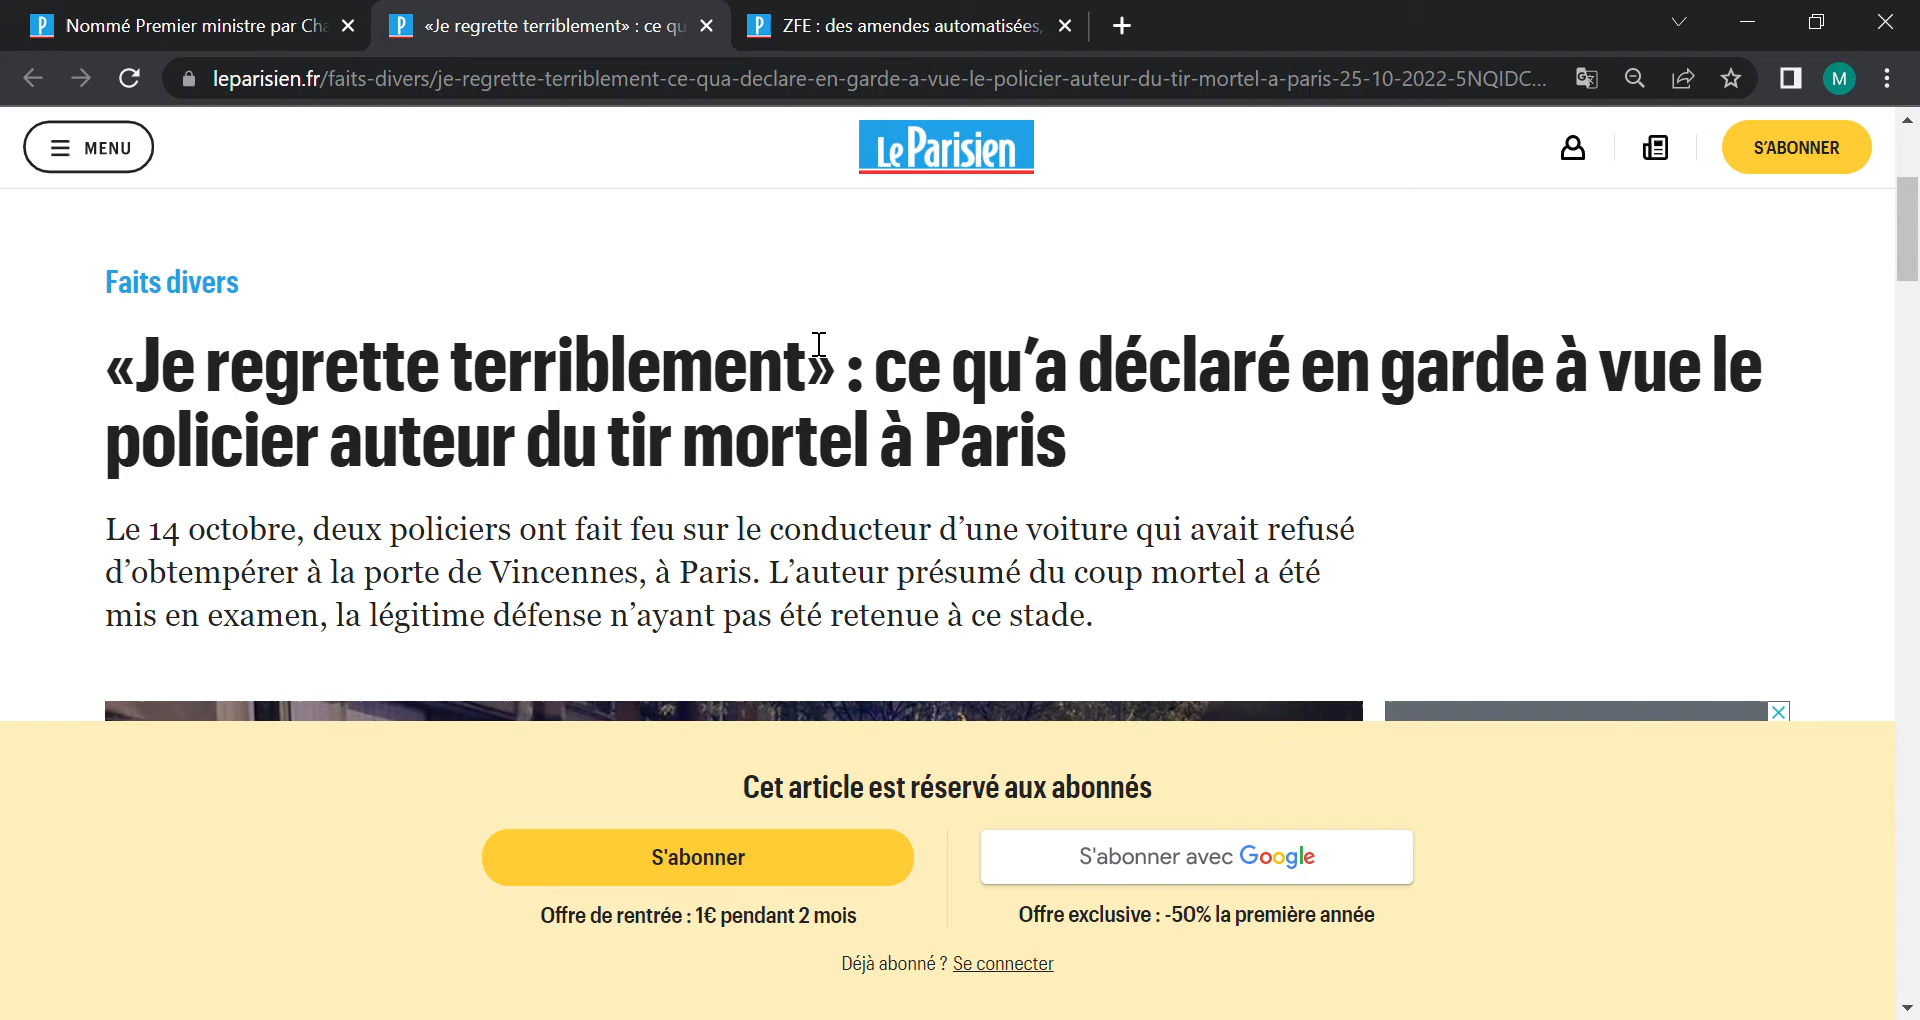 Nommé Premier ministre par Cha
«Je regrette terriblement» : ce qu
ZFE : des amendes automatisées,
leparisien.fr/faits-divers/je-regrette-terriblement-ce-qua-declare-en-garde-a-vue-le-policier-auteur-du-tir-mortel-a-paris-25-10-2022-5NQIDC...
M
MENU
Le Parisien
S'ABONNER
Faits divers
«Je regrette terriblement» : ce qu’a déclaré en garde à vue le
policier auteur du tir mortel à Paris
Le 14 octobre, deux policiers ont fait feu sur le conducteur d’une voiture qui avait refusé
d’obtempérer à la porte de Vincennes, à Paris. L’auteur présumé du coup mortel a été
mis en examen, la légitime défense n’ayant pas été retenue à ce stade.
Cet article est réservé aux abonnés
S'abonner
S'abonner avec Google
Offre de rentrée : 1€ pendant 2 mois
Offre exclusive : -50% la première année
Déjà abonné ? Se connecter